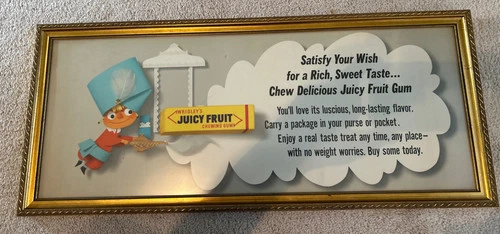 Satisfy Your Wish
for a Rich, Sweet Taste...
Chew Delicious Juicy Fruit Gum
You'll love its luscious, long-lasting flavor.
Carry a package in your purse or pocket.
Enjoy a real taste treat any time, any place—
with no weight worries. Buy some today.
WRIGLEY'S
JUICY FRUIT
CHEWING GUM